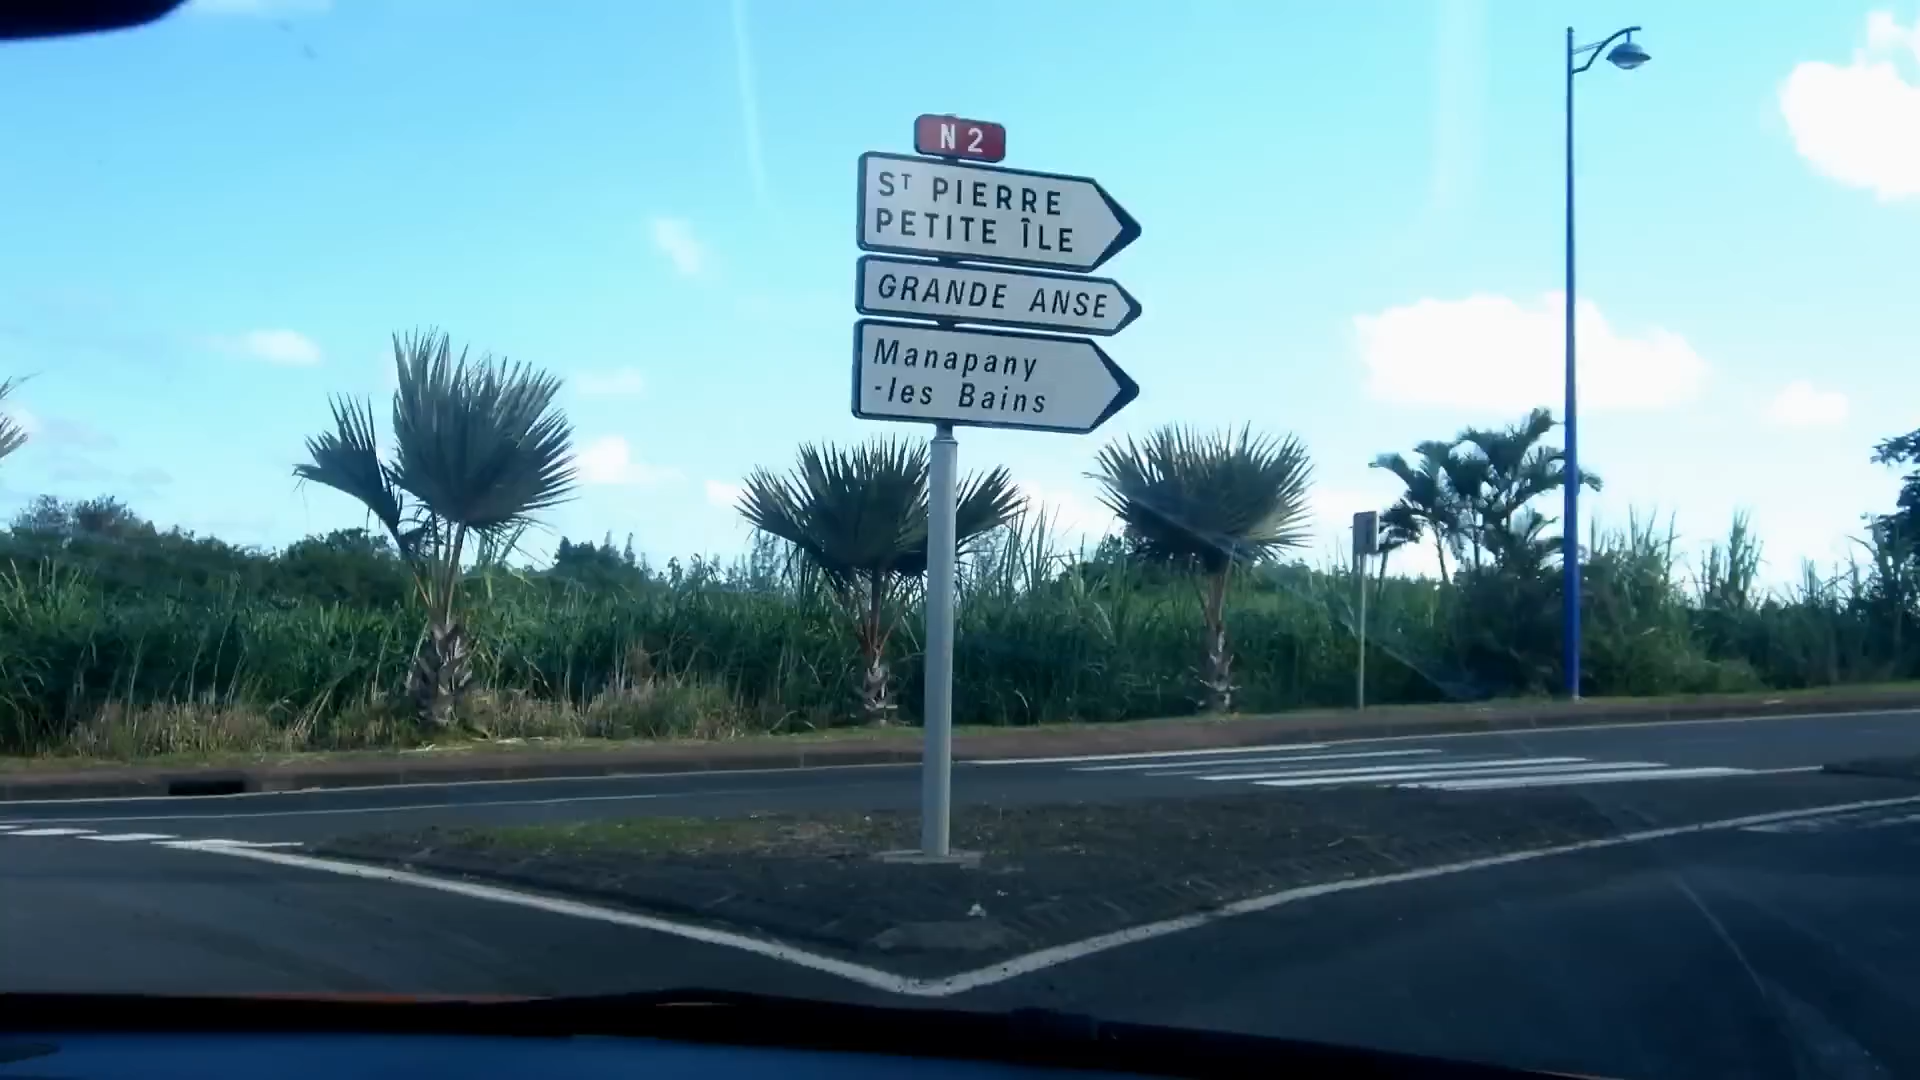 N 2
ST PIERRE
PETITE ÎLE
GRANDE ANSE
Manapany
-les Bains